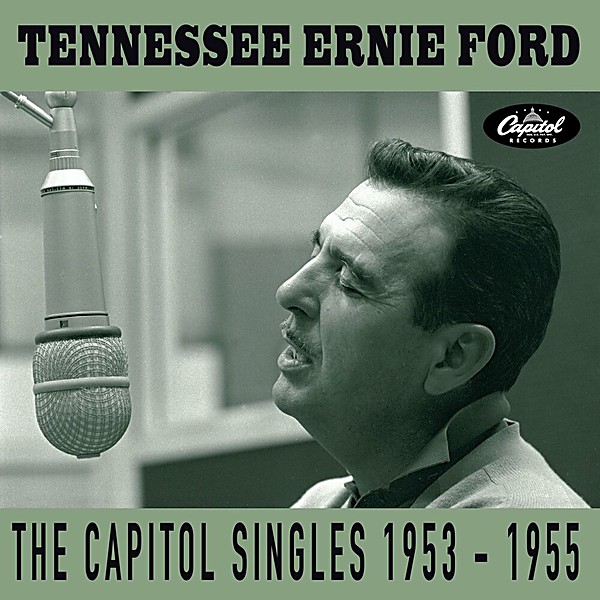 TENNESSEE ERNIE FORD
Capitol
RECORDS
THE CAPITOL SINGLES 1953 - 1955